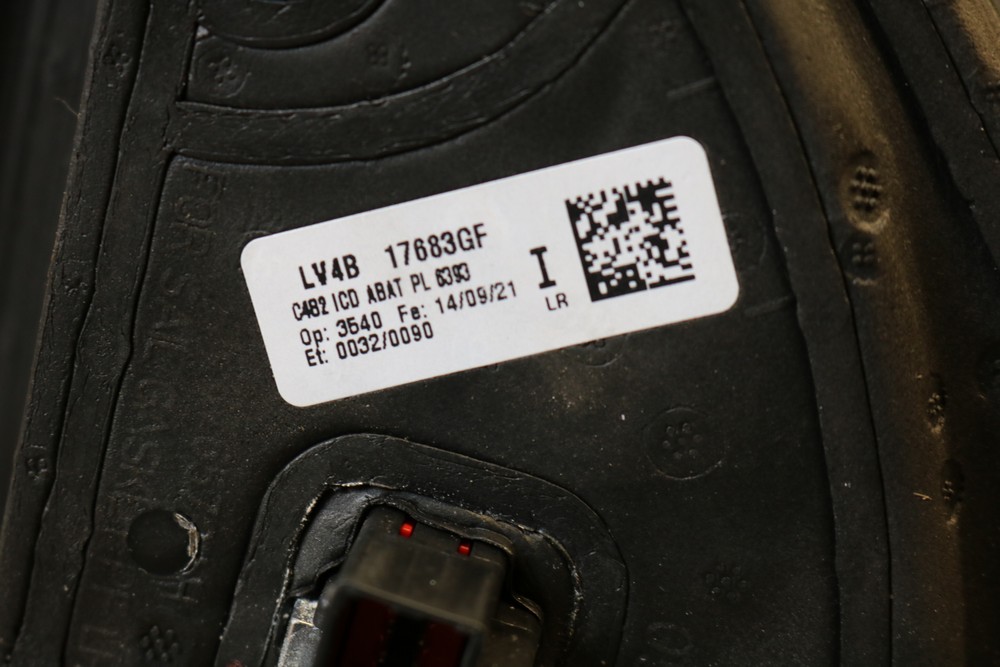 LV4B 17683GF
C482 ICD ABAT PL 6393
Op: 3540 Fe: 14/09/21
Et: 0032/0090
I
LR